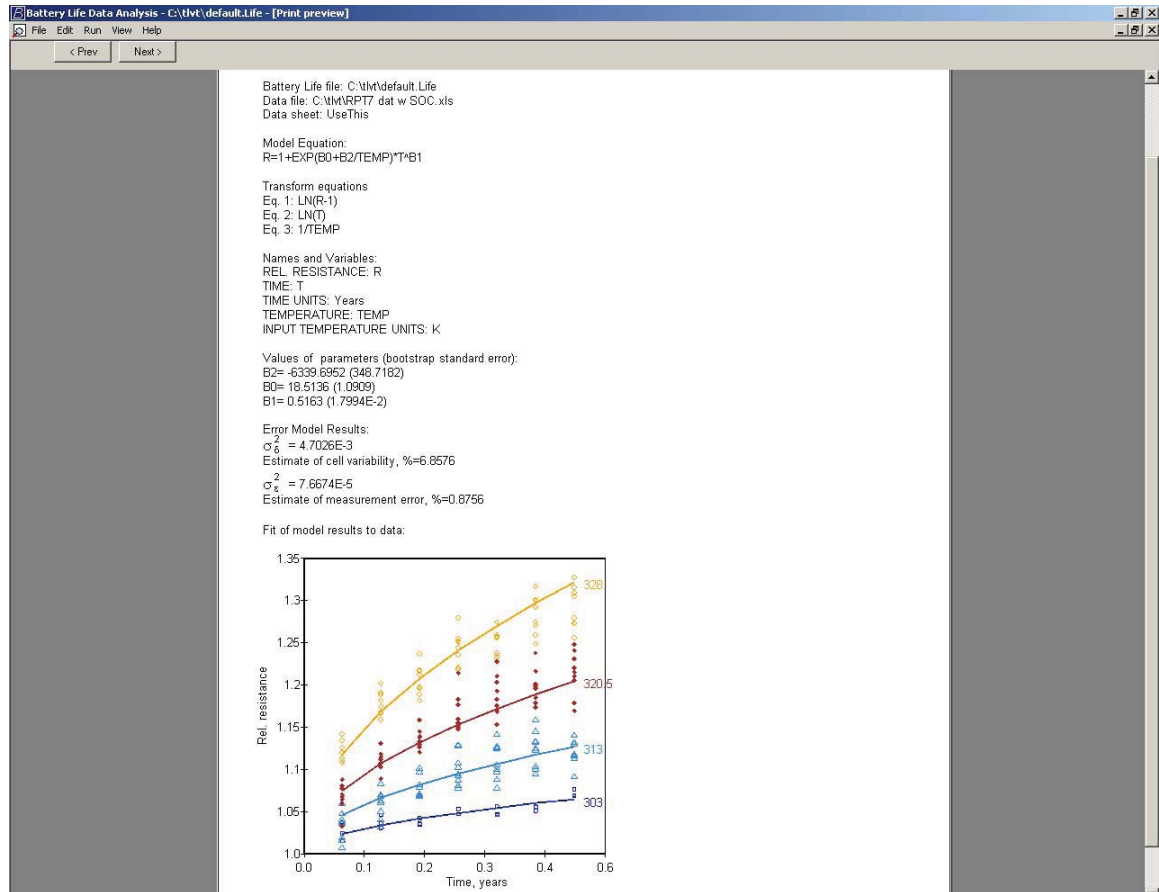 Battery Life Data Analysis - C:\tlvt\default.Life - [Print preview]
File Edit Run View Help
< Prev Next >
Battery Life file: C:\tlvt\default.Life
Data file: C:\tlvt\RPT7 dat w SOC.xls
Data sheet: UseThis
Model Equation:
R=1+EXP(B0+B2/TEMP)*T^B1
Transform equations
Eq. 1: LN(R-1)
Eq. 2: LN(T)
Eq. 3: 1/TEMP
Names and Variables:
REL. RESISTANCE: R
TIME: T
TIME UNITS: Years
TEMPERATURE: TEMP
INPUT TEMPERATURE UNITS: K
Values of parameters (bootstrap standard error):
B2= -6339.6952 (348.7182)
B0= 18.5136 (1.0909)
B1= 0.5163 (1.7994E-2)
Error Model Results:
σ²δ = 4.7026E-3
Estimate of cell variability, %=6.8576
σ²ε = 7.6674E-5
Estimate of measurement error, %=0.8756
Fit of model results to data:
1.35
1.3
1.25
1.2
1.15
1.1
1.05
1.0
Rel. resistance
328
320.5
313
303
0.0 0.1 0.2 0.3 0.4 0.5 0.6
Time, years